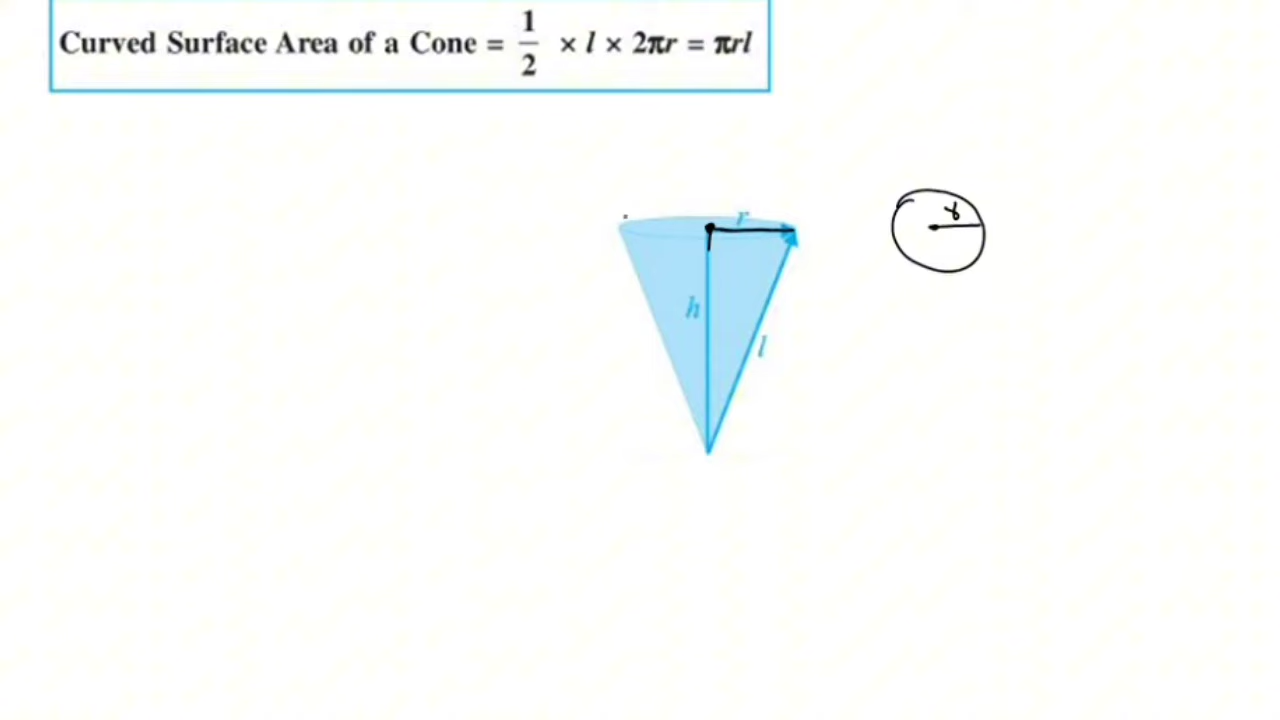 Curved Surface Area of a Cone = 1/2 × l × 2πr = πrl
r
r
h
l